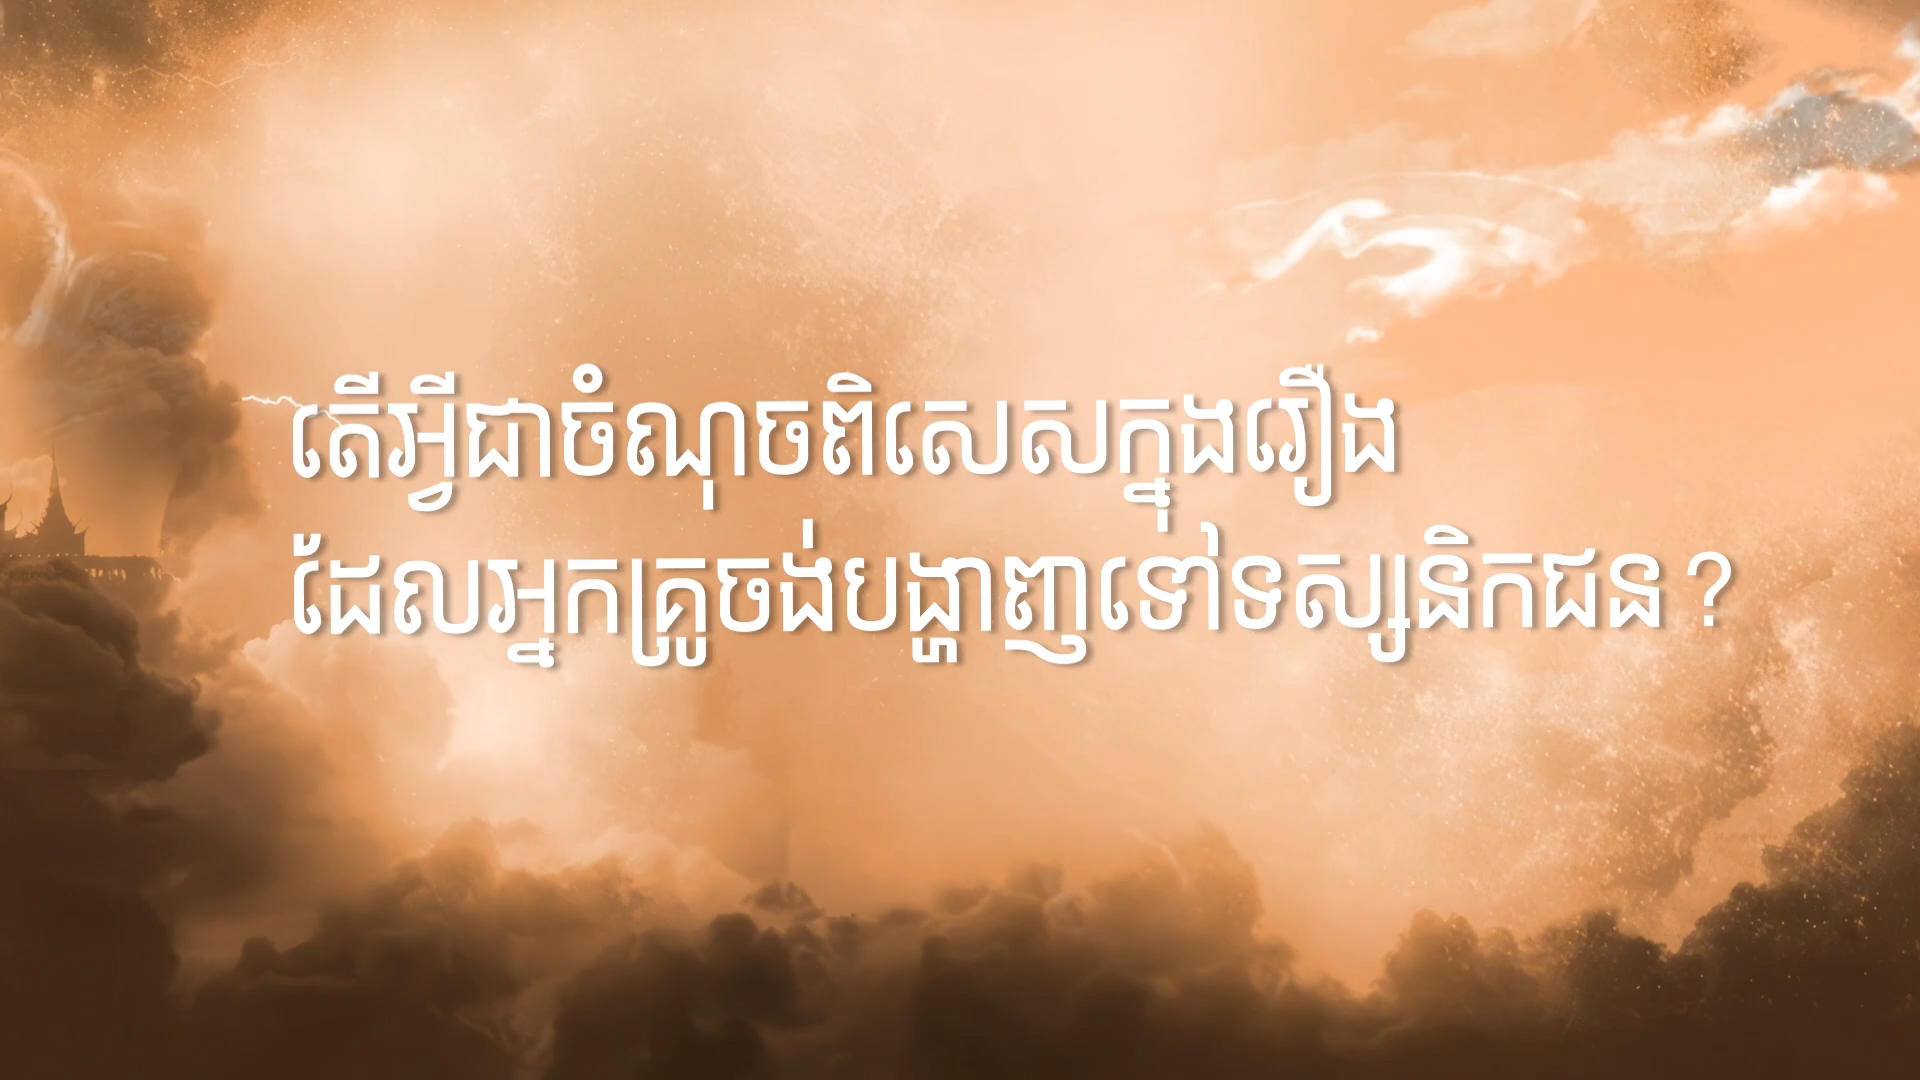 តើអ្វីជាចំណុចពិសេសក្នុងរឿង
ដែលអ្នកគ្រូចង់បង្ហាញទៅទស្សនិកជន ?